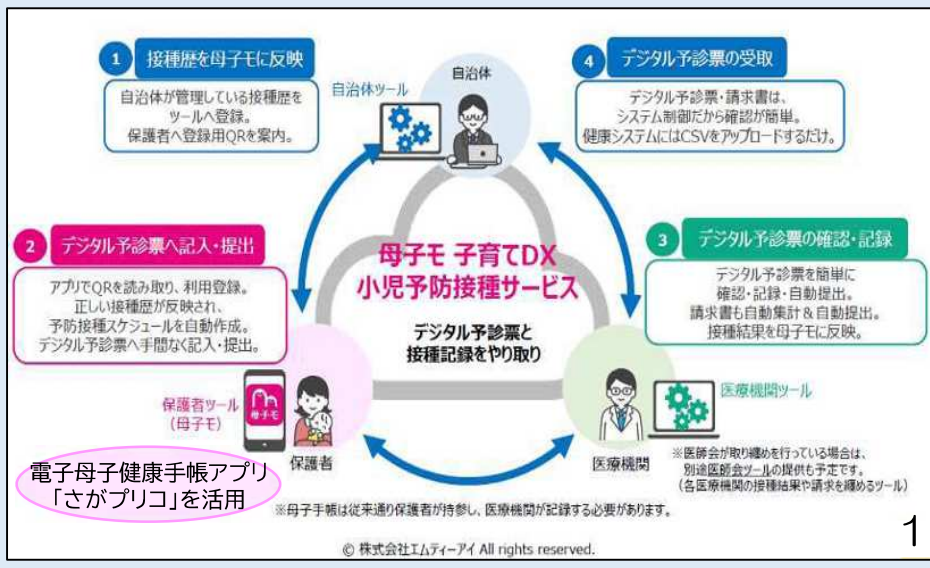 1 接種歴を母子モに反映
自治体が管理している接種歴を
ツールへ登録。
保護者へ登録用QRを案内。
自治体ツール
自治体
4 デジタル予診票の受取
デジタル予診票・請求書は、
システム制御だから確認が簡単。
健康システムにはCSVをアップロードするだけ。
2 デジタル予診票へ記入・提出
アプリでQRを読み取り、利用登録。
正しい接種歴が反映され、
予防接種スケジュールを自動作成。
デジタル予診票へ手間なく記入・提出。
母子モ 子育てDX
小児予防接種サービス
デジタル予診票と
接種記録をやり取り
3 デジタル予診票の確認・記録
デジタル予診票を簡単に
確認・記録・自動提出。
請求書も自動集計&自動提出。
接種結果を母子モに反映。
保護者ツール
(母子モ)
母子モ
保護者
医療機関
医療機関ツール
電子母子健康手帳アプリ
「さがプリコ」を活用
※医師会が取り纏めを行っている場合は、
別途医師会ツールの提供も予定です。
(各医療機関の接種結果や請求を纏めるツール)
※母子手帳は従来通り保護者が持参し、医療機関が記録する必要があります。
© 株式会社エムティーアイ All rights reserved.
1